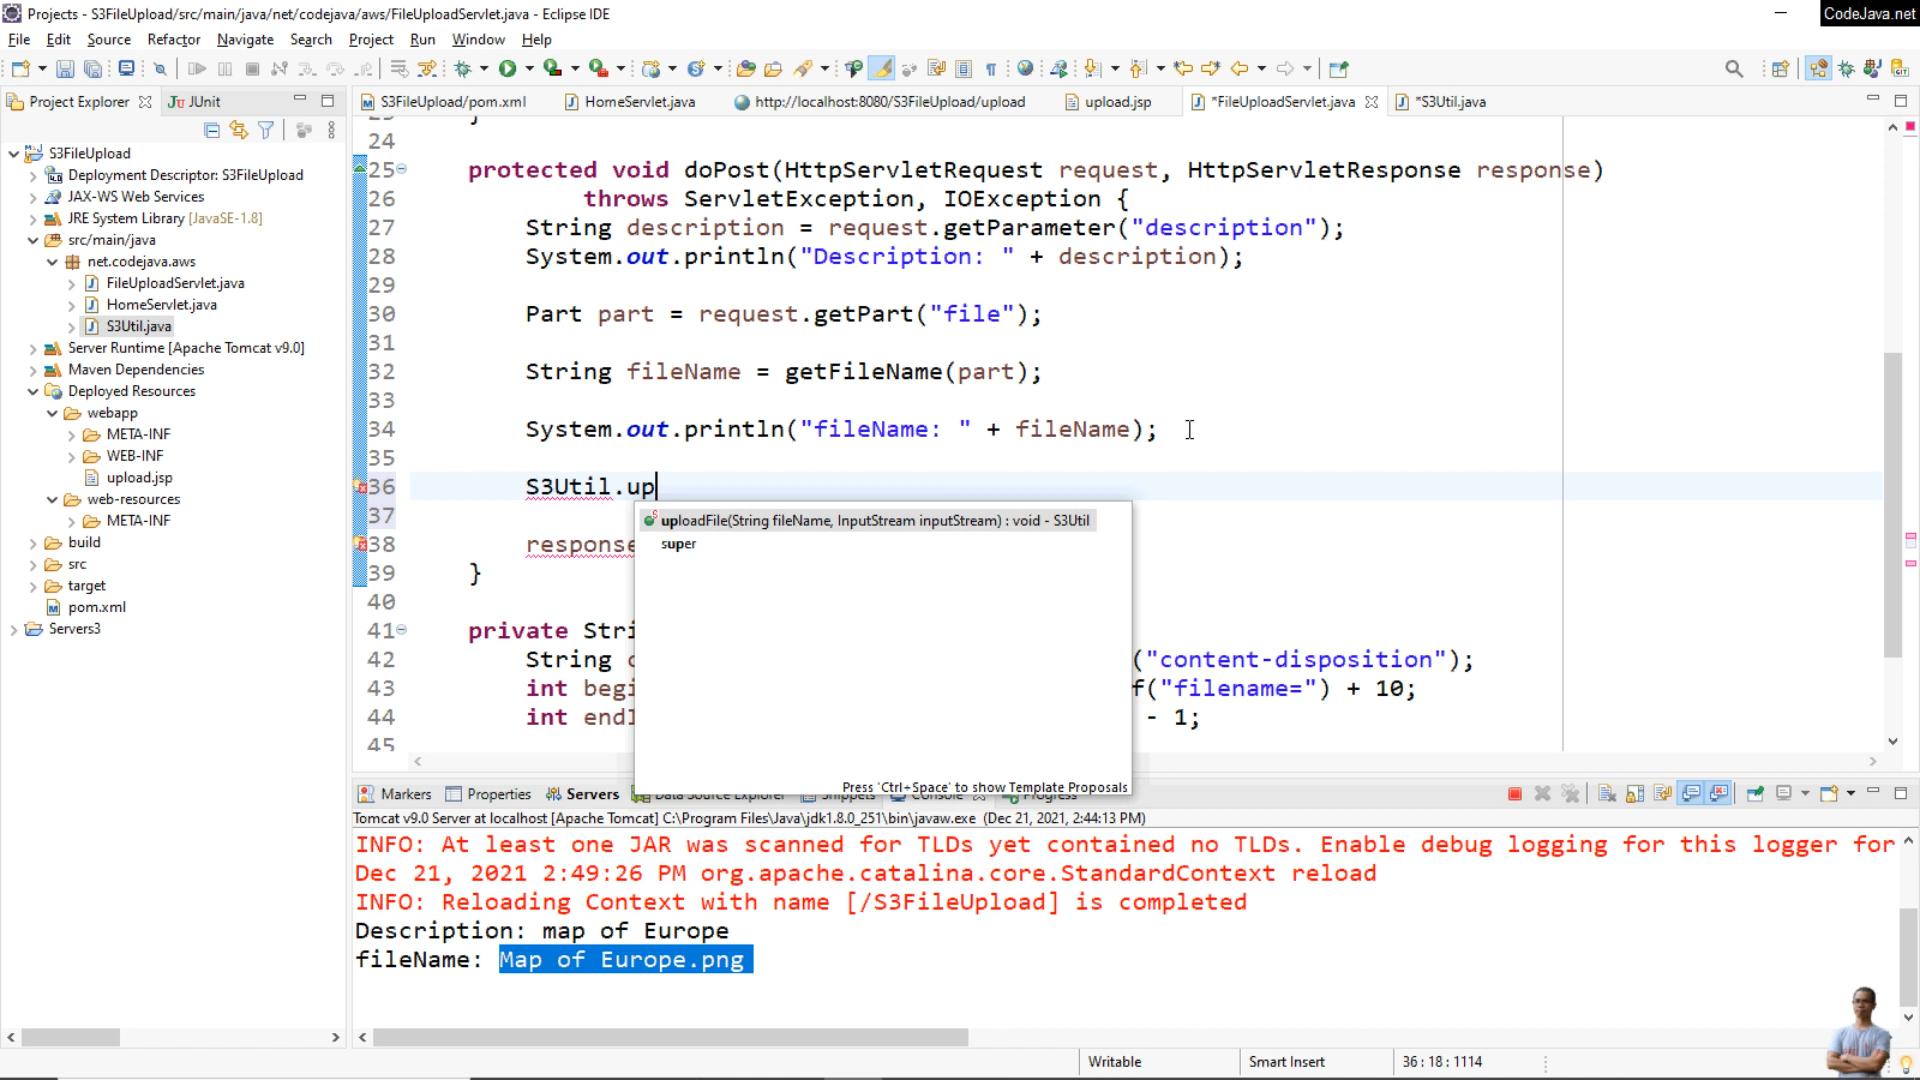 Projects - S3FileUpload/src/main/java/net/codejava/aws/FileUploadServlet.java - Eclipse IDE
CodeJava.net
File Edit Source Refactor Navigate Search Project Run Window Help
Project Explorer
JUnit
S3FileUpload/pom.xml
HomeServlet.java
http://localhost:8080/S3FileUpload/upload
upload.jsp
*FileUploadServlet.java
*S3Util.java
S3FileUpload
Deployment Descriptor: S3FileUpload
JAX-WS Web Services
JRE System Library [JavaSE-1.8]
src/main/java
net.codejava.aws
FileUploadServlet.java
HomeServlet.java
S3Util.java
Server Runtime [Apache Tomcat v9.0]
Maven Dependencies
Deployed Resources
webapp
META-INF
WEB-INF
upload.jsp
web-resources
META-INF
build
src
target
pom.xml
Servers3
24
25 protected void doPost(HttpServletRequest request, HttpServletResponse response)
26 throws ServletException, IOException {
27 String description = request.getParameter("description");
28 System.out.println("Description: " + description);
29
30 Part part = request.getPart("file");
31
32 String fileName = getFileName(part);
33
34 System.out.println("fileName: " + fileName);
35
36 S3Util.up
37
38 response
39 }
40
41 private Stri
42 String ("content-disposition");
43 int begi f("filename=") + 10;
44 int endI - 1;
45
uploadFile(String fileName, InputStream inputStream) : void - S3Util
super
Press 'Ctrl+Space' to show Template Proposals
Markers
Properties
Servers
Data Source Explorer
Snippets
Console
Progress
Tomcat v9.0 Server at localhost [Apache Tomcat] C:\Program Files\Java\jdk1.8.0_251\bin\javaw.exe (Dec 21, 2021, 2:44:13 PM)
INFO: At least one JAR was scanned for TLDs yet contained no TLDs. Enable debug logging for this logger for
Dec 21, 2021 2:49:26 PM org.apache.catalina.core.StandardContext reload
INFO: Reloading Context with name [/S3FileUpload] is completed
Description: map of Europe
fileName: Map of Europe.png
Writable
Smart Insert
36 : 18 : 1114